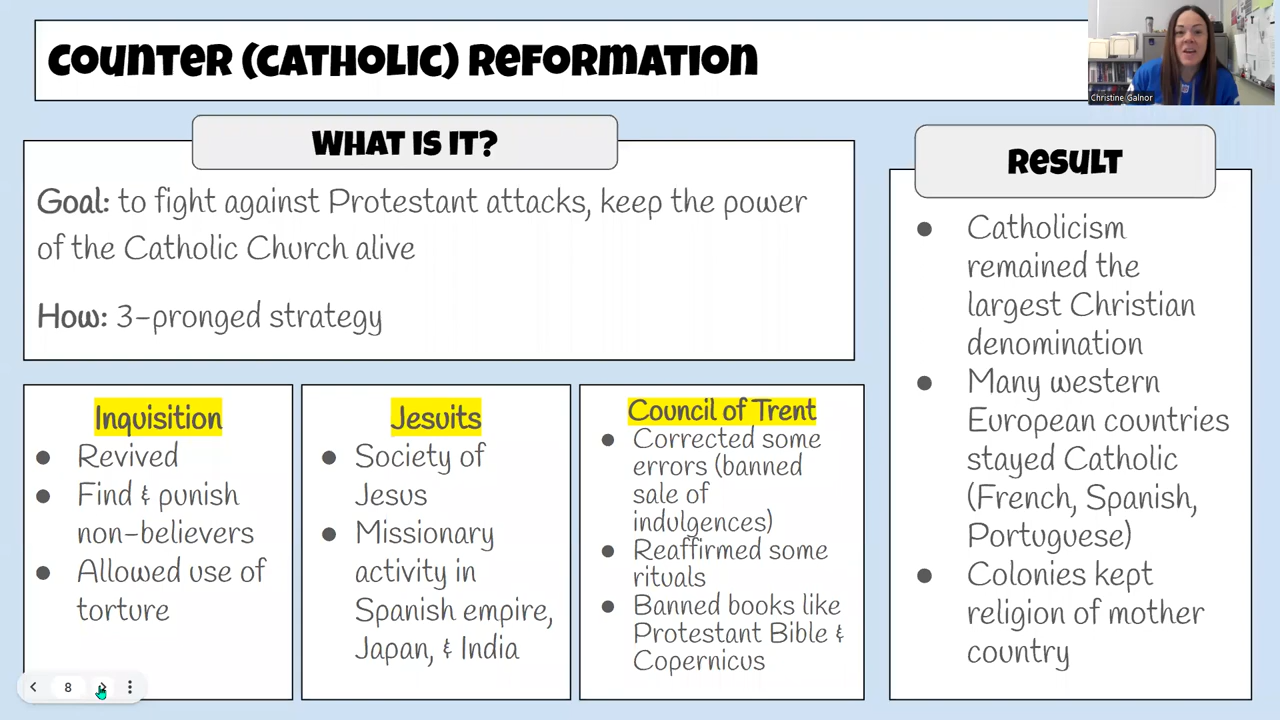 COUNTER (CATHOLIC) REFORMATION
Christine Galnor
WHAT IS IT?
Goal: to fight against Protestant attacks, keep the power
of the Catholic Church alive
How: 3-pronged strategy
Inquisition
● Revived
● Find & punish
non-believers
● Allowed use of
torture
Jesuits
● Society of
Jesus
● Missionary
activity in
Spanish empire,
Japan, & India
Council of Trent
● Corrected some
errors (banned
sale of
indulgences)
● Reaffirmed some
rituals
● Banned books like
Protestant Bible &
Copernicus
RESULT
● Catholicism
remained the
largest Christian
denomination
● Many western
European countries
stayed Catholic
(French, Spanish,
Portuguese)
● Colonies kept
religion of mother
country
8